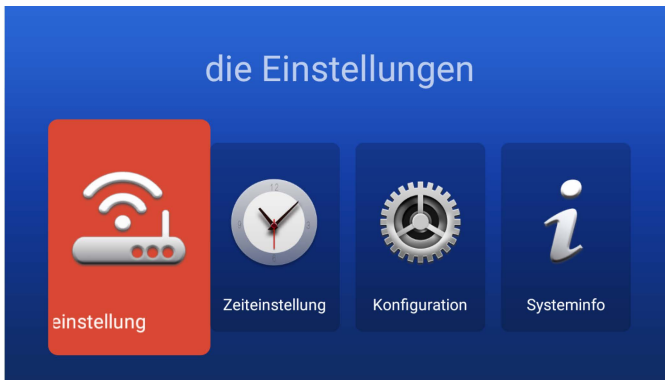 die Einstellungen
einstellung
Zeiteinstellung
Konfiguration
Systeminfo